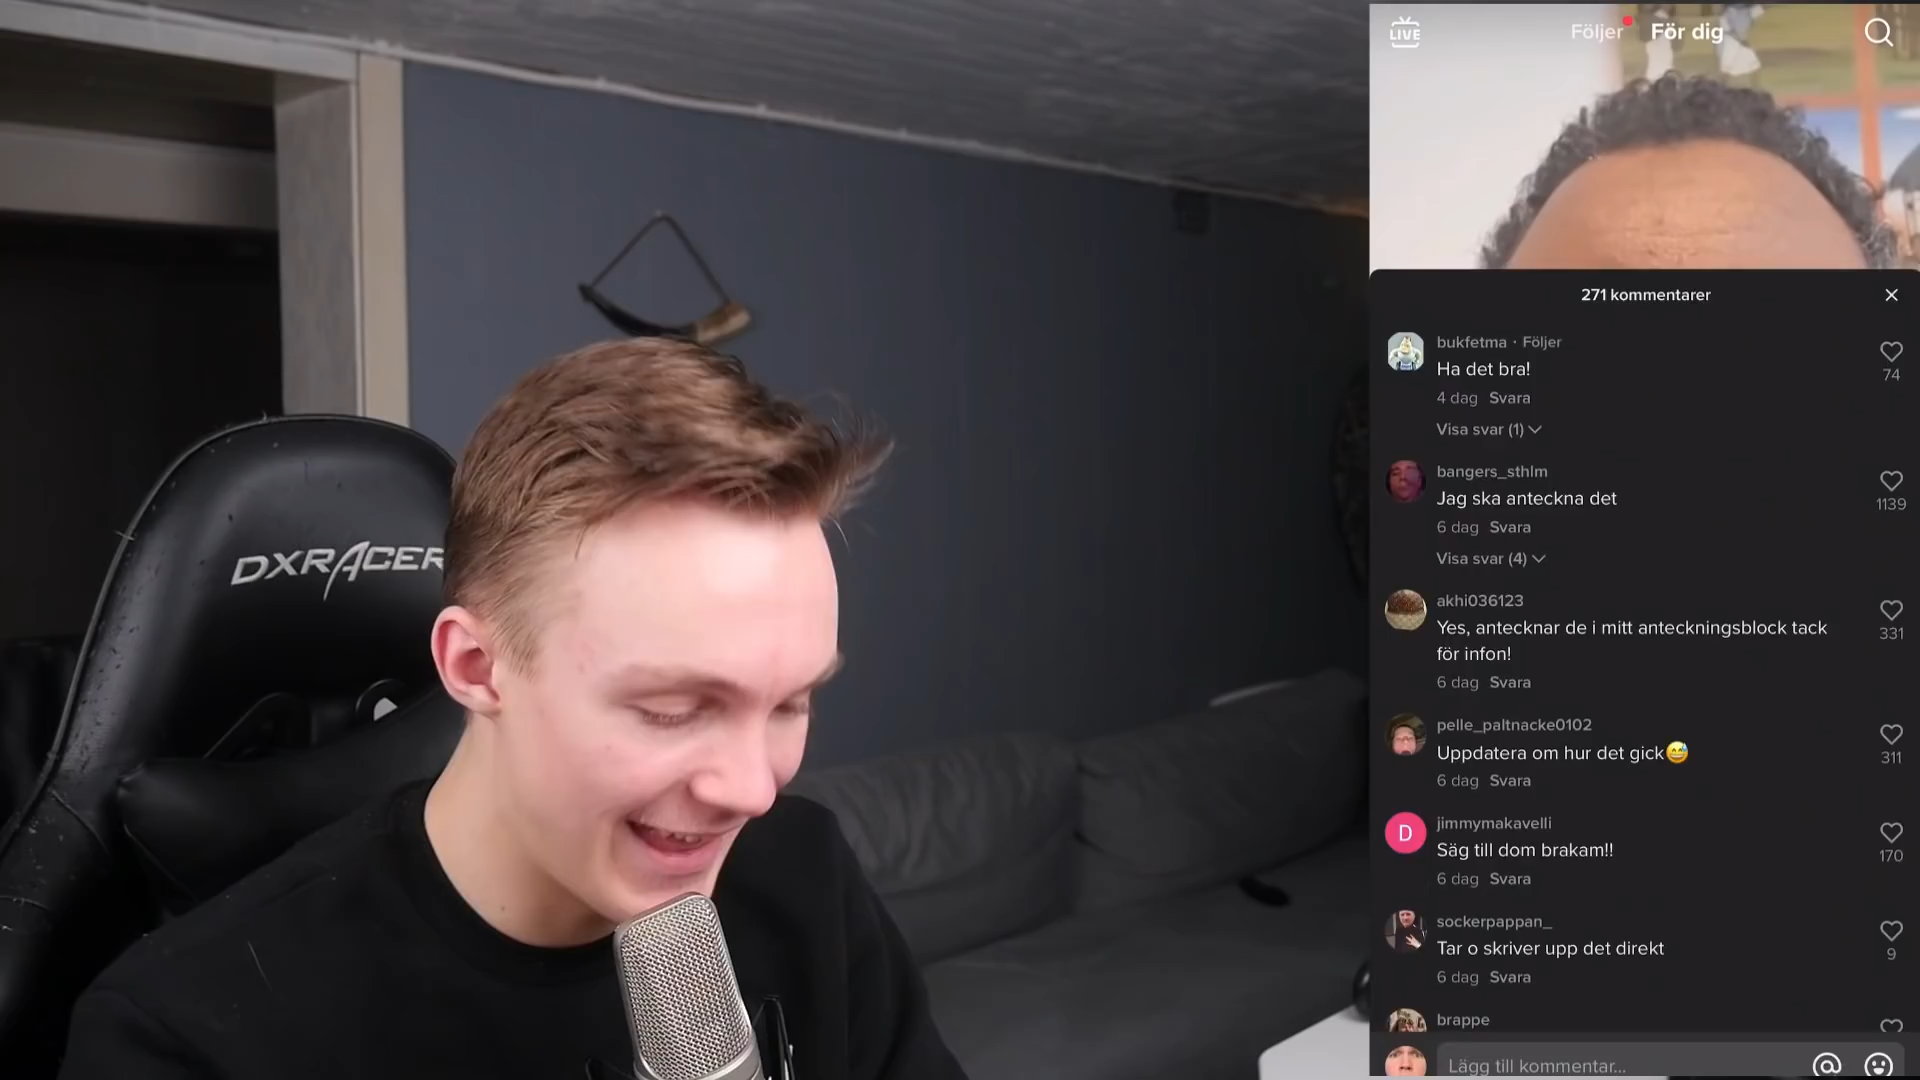 LIVE
Följer
För dig
271 kommentarer
bukfetma · Följer
Ha det bra!
74
4 dag Svara
Visa svar (1)
bangers_sthlm
Jag ska anteckna det
1139
6 dag Svara
Visa svar (4)
akhi036123
Yes, antecknar de i mitt anteckningsblock tack
för infon!
331
6 dag Svara
pelle_paltnacke0102
Uppdatera om hur det gick😅
311
6 dag Svara
D
jimmymakavelli
Säg till dom brakam!!
170
6 dag Svara
sockerpappan_
Tar o skriver upp det direkt
9
6 dag Svara
brappe
Lägg till kommentar...
DXRACER